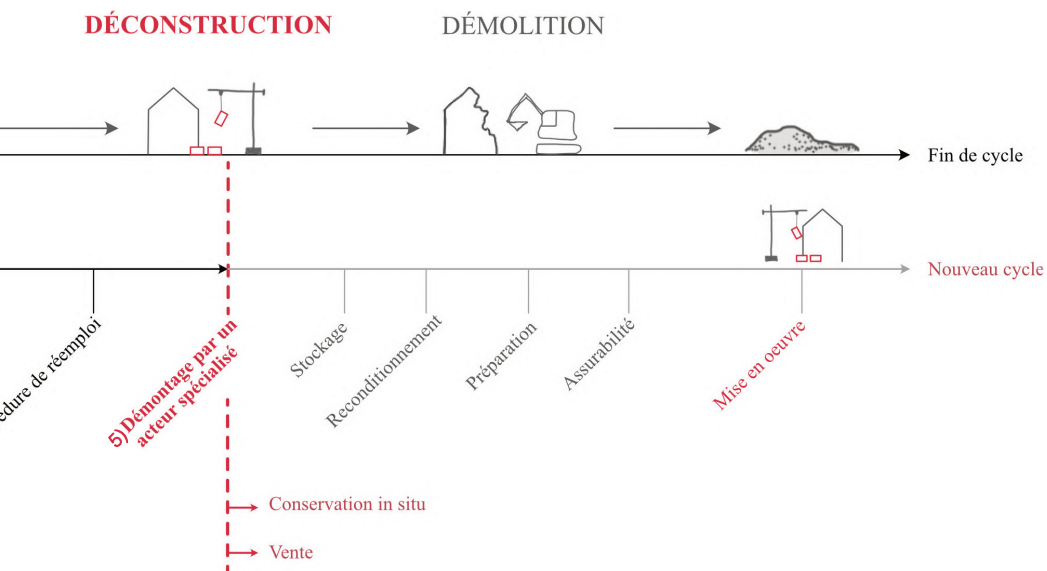 DÉCONSTRUCTION
DÉMOLITION
Fin de cycle
Nouveau cycle
de réemploi
5)Démontage par un
acteur spécialisé
Stockage
Reconditionnement
Préparation
Assurabilité
Mise en oeuvre
Conservation in situ
Vente